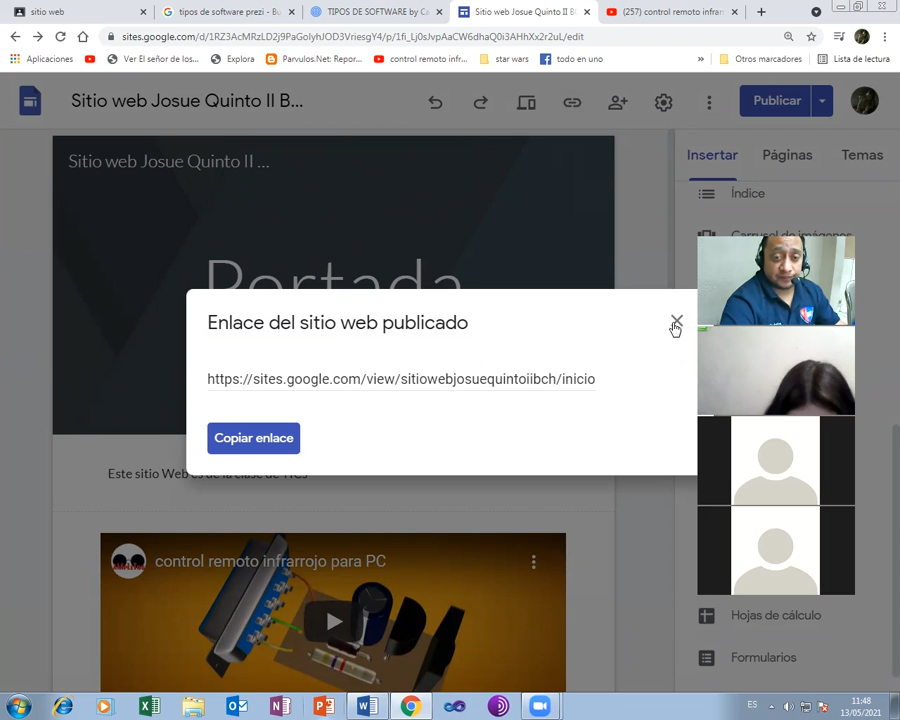 sitio web
tipos de software prezi - Bu
TIPOS DE SOFTWARE by Ca
Sitio web Josue Quinto II B
(257) control remoto infrarr
sites.google.com/d/1RZ3AcMRLD2j9PaGolyhJOD3VriesgY4/p/1fi_Lj0sJvpAaCW6dhaQ0i3AHhXx2r2uL/edit
Aplicaciones
Ver El señor de los...
Explora
Parvulos.Net: Repor...
control remoto infr...
star wars
todo en uno
»
Otros marcadores
Lista de lectura
Sitio web Josue Quinto II B...
Publicar
Sitio web Josue Quinto II ...
Insertar
Páginas
Temas
Índice
Carrusel de imágenes
Portada
Enlace del sitio web publicado
https://sites.google.com/view/sitiowebjosuequintoiibch/inicio
Copiar enlace
Este sitio Web es de la clase de TICs
control remoto infrarrojo para PC
Hojas de cálculo
Formularios
ES
11:48
13/05/2021